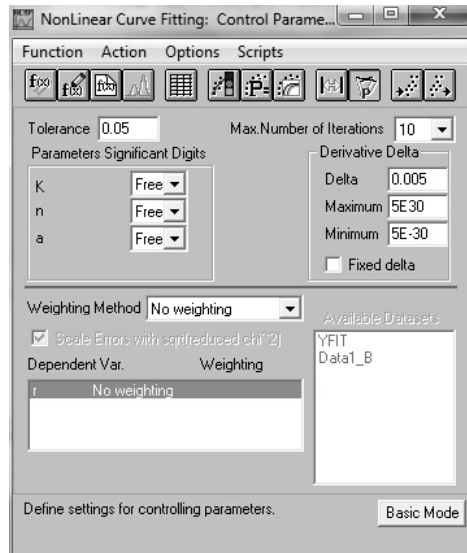 NonLinear Curve Fitting: Control Parame...
Function Action Options Scripts
Tolerance 0.05 Max.Number of Iterations 10
Parameters Significant Digits
K Free
n Free
a Free
Derivative Delta
Delta 0.005
Maximum 5E30
Minimum 5E-30
Fixed delta
Weighting Method No weighting
Scale Errors with sqrt(reduced chi^2)
Dependent Var. Weighting
r No weighting
Available Datasets
YFIT
Data1_B
Define settings for controlling parameters.
Basic Mode